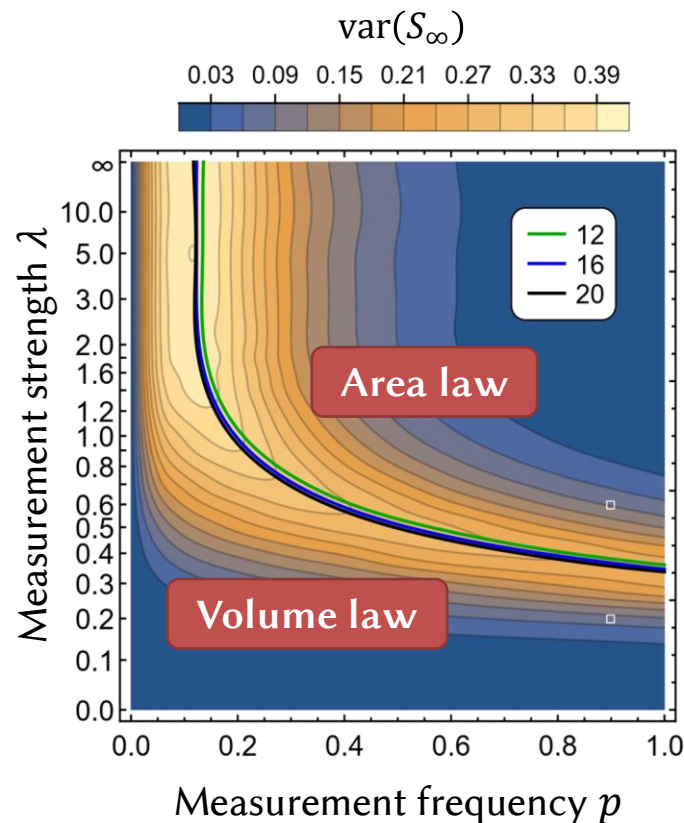 var(S∞)
0.03 0.09 0.15 0.21 0.27 0.33 0.39
∞
10.0
5.0
3.0
2.0
1.6
1.2
1.0
0.8
0.6
0.5
0.4
0.3
0.2
0.1
0.0
Measurement strength λ
12
16
20
Area law
Volume law
0.0 0.2 0.4 0.6 0.8 1.0
Measurement frequency p